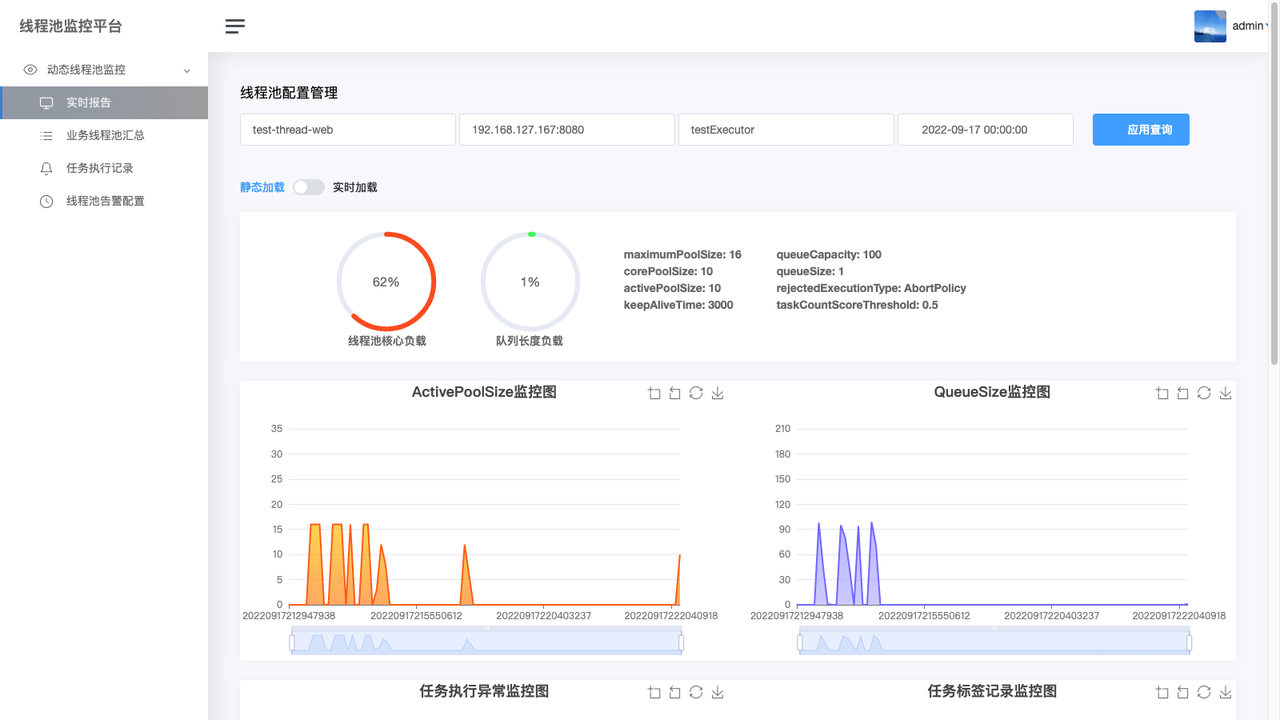 线程池监控平台
admin
动态线程池监控
实时报告
业务线程池汇总
任务执行记录
线程池告警配置
线程池配置管理
test-thread-web
192.168.127.167:8080
testExecutor
2022-09-17 00:00:00
应用查询
静态加载
实时加载
62%
线程池核心负载
1%
队列长度负载
maximumPoolSize: 16
corePoolSize: 10
activePoolSize: 10
keepAliveTime: 3000
queueCapacity: 100
queueSize: 1
rejectedExecutionType: AbortPolicy
taskCountScoreThreshold: 0.5
ActivePoolSize监控图
35
30
25
20
15
10
5
0
20220917212947938
20220917215550612
20220917220403237
20220917222040918
QueueSize监控图
210
180
150
120
90
60
30
0
20220917212947938
20220917215550612
20220917220403237
20220917222040918
任务执行异常监控图
任务标签记录监控图